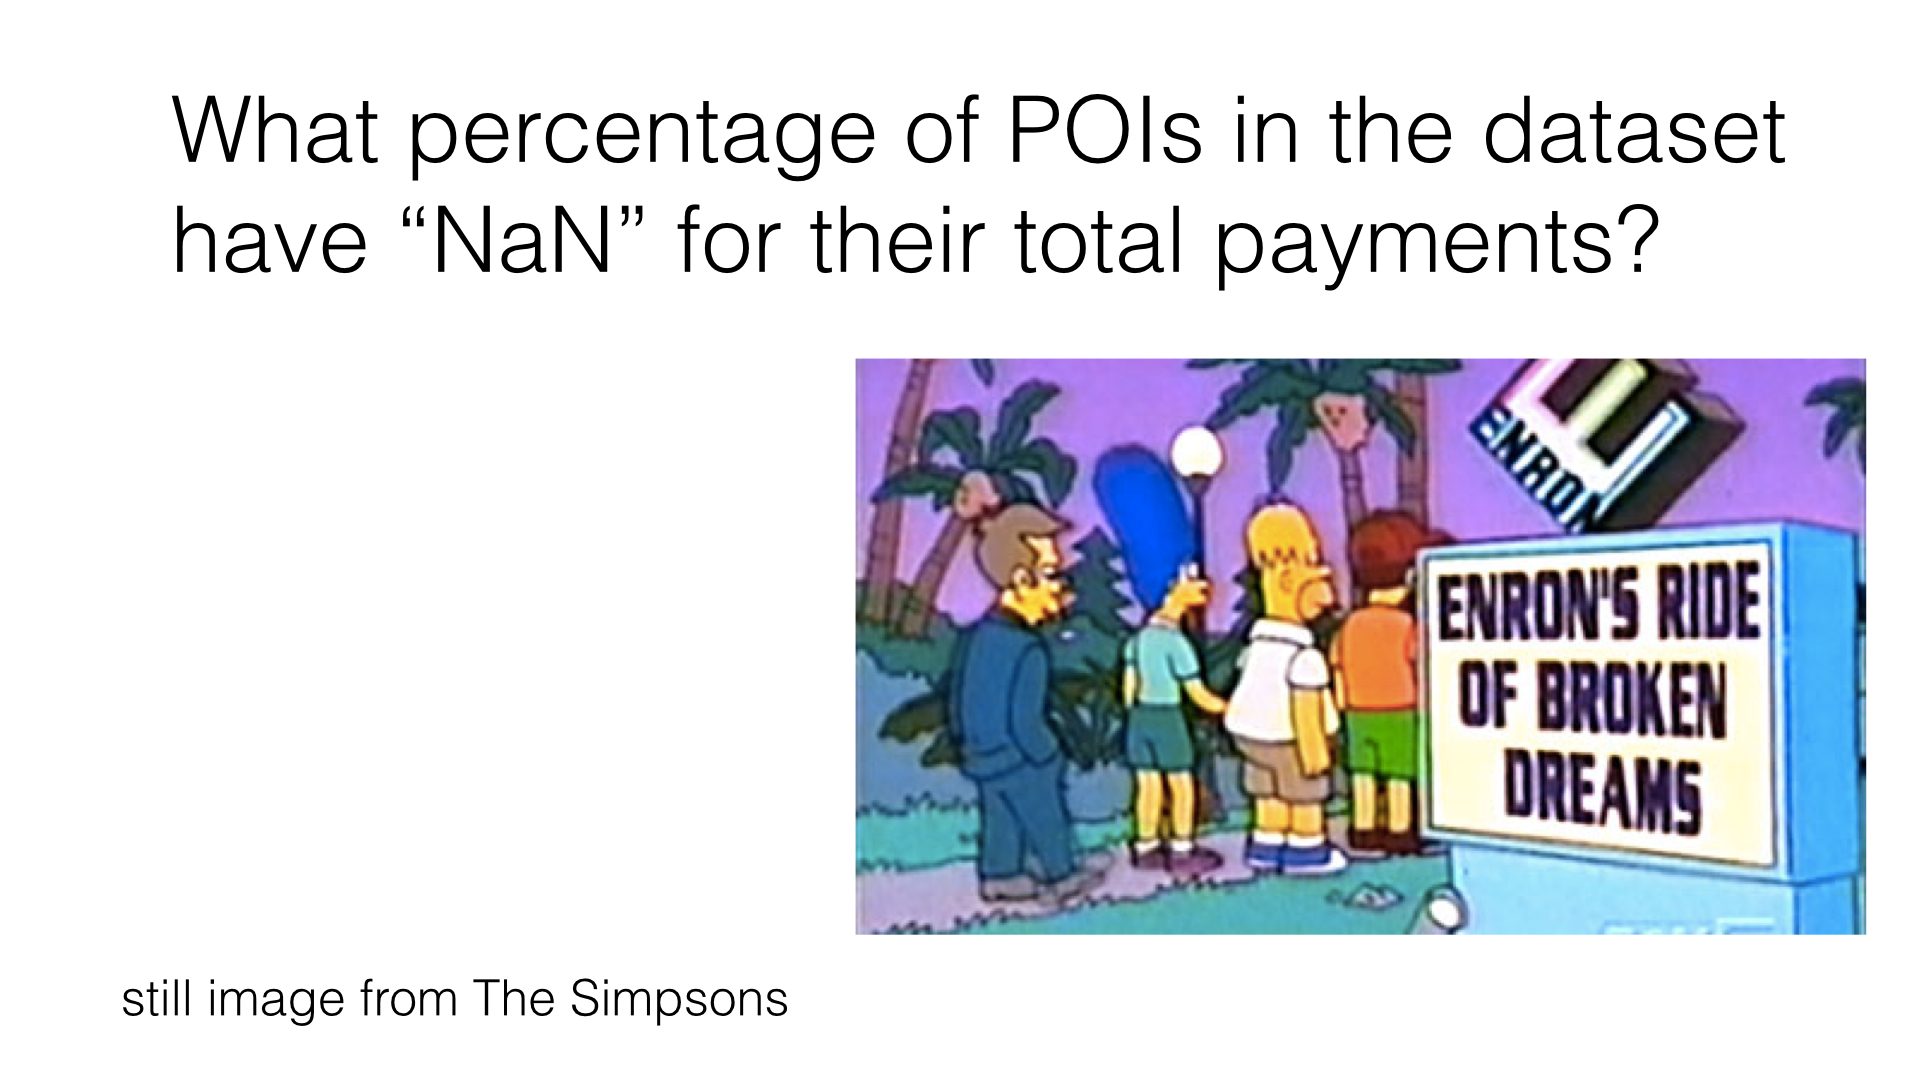 What percentage of POIs in the dataset
have “NaN” for their total payments?
ENRON
ENRON'S RIDE
OF BROKEN
DREAMS
still image from The Simpsons